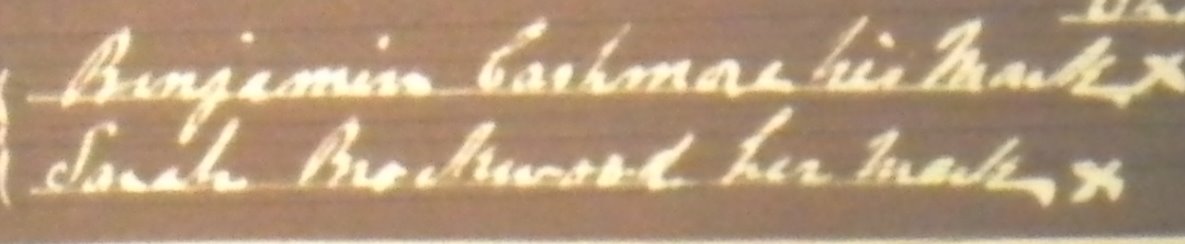 Benjamin Cashmore his Mark x
Sarah Brockwood her mark x